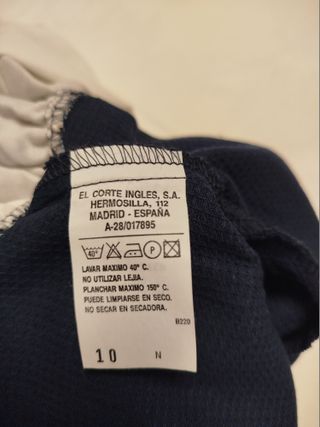 EL CORTE INGLES, S.A.
HERMOSILLA, 112
MADRID - ESPAÑA
A-28/017895
40° P
LAVAR MAXIMO 40° C.
NO UTILIZAR LEJIA.
PLANCHAR MAXIMO 150° C.
PUEDE LIMPIARSE EN SECO.
NO SECAR EN SECADORA.
B220
10 N